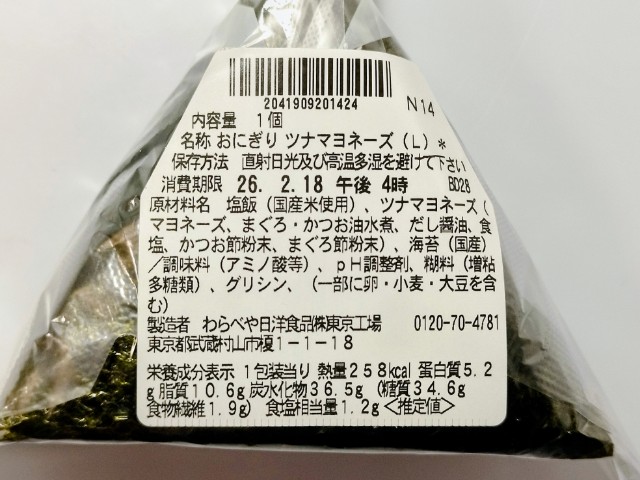 2041909201424
N14
内容量 1個
名称 おにぎり ツナマヨネーズ(L)*
保存方法 直射日光及び高温多湿を避けて下さい
消費期限 26. 2.18 午後 4時 BD28
原材料名 塩飯(国産米使用)、ツナマヨネーズ(
マヨネーズ、まぐろ・かつお油水煮、だし醤油、食
塩、かつお節粉末、まぐろ節粉末)、海苔(国産)
/調味料(アミノ酸等)、pH調整剤、糊料(増粘
多糖類)、グリシン、(一部に卵・小麦・大豆を含
む)
製造者 わらべや日洋食品㈱東京工場 0120-70-4781
東京都武蔵村山市榎1-1-18
栄養成分表示 1包装当り 熱量258kcal 蛋白質5.2
g 脂質10.6g 炭水化物36.5g (糖質34.6g
食物繊維1.9g) 食塩相当量1.2g<推定値>